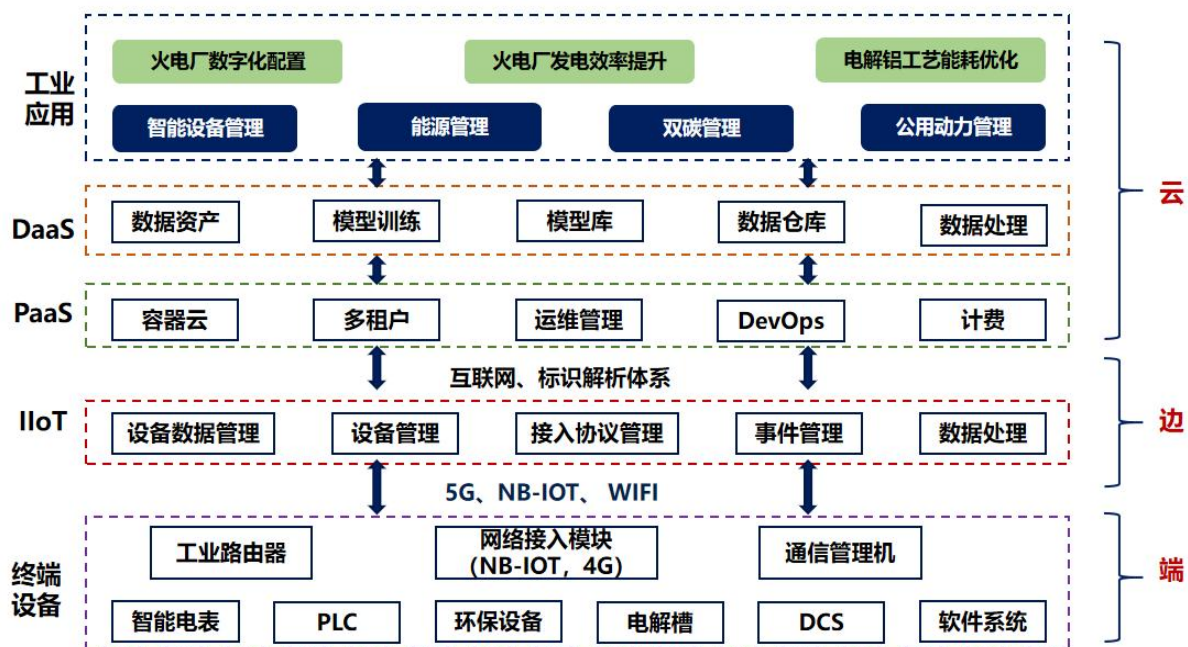 工业
应用
火电厂数字化配置
火电厂发电效率提升
电解铝工艺能耗优化
智能设备管理
能源管理
双碳管理
公用动力管理
云
DaaS
数据资产
模型训练
模型库
数据仓库
数据处理
PaaS
容器云
多租户
运维管理
DevOps
计费
互联网、标识解析体系
IIoT
设备数据管理
设备管理
接入协议管理
事件管理
数据处理
边
5G、NB-IOT、 WIFI
终端
设备
工业路由器
网络接入模块
（NB-IOT，4G）
通信管理机
端
智能电表
PLC
环保设备
电解槽
DCS
软件系统